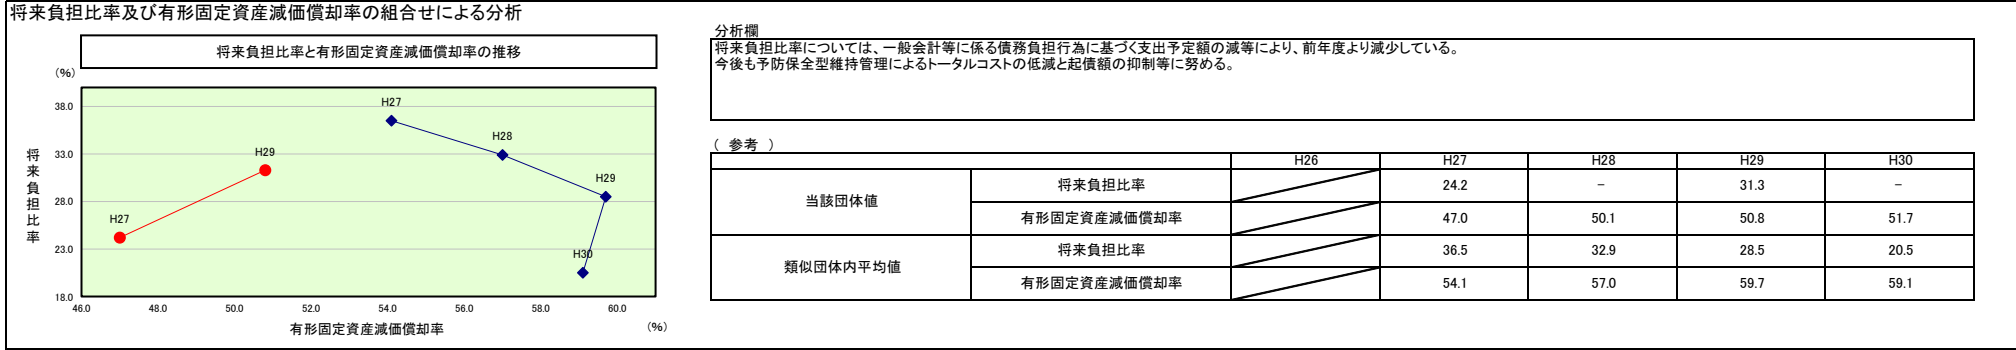 将来負担比率及び有形固定資産減価償却率の組合せによる分析
将来負担比率と有形固定資産減価償却率の推移
(%)
38.0
33.0
28.0
23.0
18.0
将来負担比率
H27
H28
H29
H30
H29
H27
46.0 48.0 50.0 52.0 54.0 56.0 58.0 60.0
有形固定資産減価償却率
(%)
分析欄
将来負担比率については、一般会計等に係る債務負担行為に基づく支出予定額の減等により、前年度より減少している。
今後も予防保全型維持管理によるトータルコストの低減と起債額の抑制等に努める。
( 参考 )
H26 H27 H28 H29 H30
当該団体値
将来負担比率 24.2 － 31.3 －
有形固定資産減価償却率 47.0 50.1 50.8 51.7
類似団体内平均値
将来負担比率 36.5 32.9 28.5 20.5
有形固定資産減価償却率 54.1 57.0 59.7 59.1